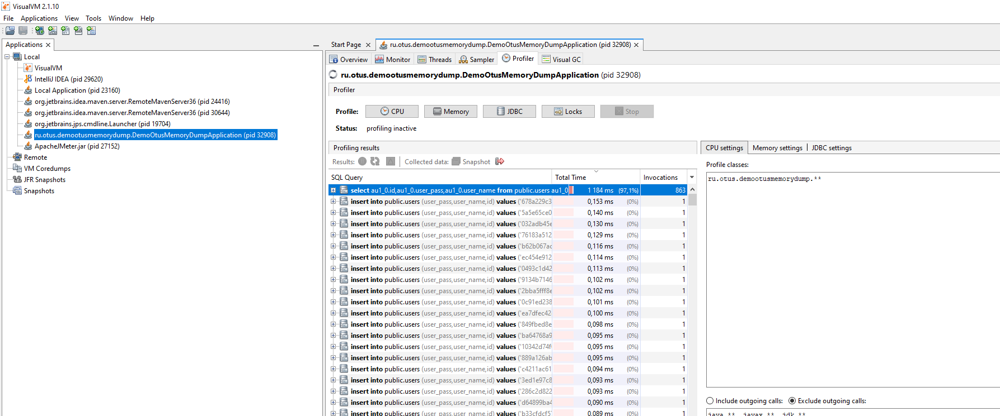 VisualVM 2.1.10
File Applications View Tools Window Help
Applications
Local
VisualVM
IntelliJ IDEA (pid 29620)
Local Application (pid 23160)
org.jetbrains.idea.maven.server.RemoteMavenServer36 (pid 24416)
org.jetbrains.idea.maven.server.RemoteMavenServer36 (pid 30644)
org.jetbrains.jps.cmdline.Launcher (pid 19704)
ru.otus.demootusmemorydump.DemoOtusMemoryDumpApplication (pid 32908)
ApacheJMeter.jar (pid 27152)
Remote
VM Coredumps
JFR Snapshots
Snapshots
Start Page ru.otus.demootusmemorydump.DemoOtusMemoryDumpApplication (pid 32908)
Overview Monitor Threads Sampler Profiler Visual GC
ru.otus.demootusmemorydump.DemoOtusMemoryDumpApplication (pid 32908)
Profiler
Profile: CPU Memory JDBC Locks Stop
Status: profiling inactive
Profiling results
Results: Collected data: Snapshot
SQL Query Total Time Invocations
select au1_0.id,au1_0.user_pass,au1_0.user_name from public.users au1_0 1 184 ms (97,1%) 863
insert into public.users (user_pass,user_name,id) values ('678a229c3 0,153 ms (0%) 1
insert into public.users (user_pass,user_name,id) values ('5a5e65ce0 0,140 ms (0%) 1
insert into public.users (user_pass,user_name,id) values ('032adb45e 0,130 ms (0%) 1
insert into public.users (user_pass,user_name,id) values ('76183a512 0,129 ms (0%) 1
insert into public.users (user_pass,user_name,id) values ('b62b067ac 0,116 ms (0%) 1
insert into public.users (user_pass,user_name,id) values ('ec454e912 0,114 ms (0%) 1
insert into public.users (user_pass,user_name,id) values ('0493c1d42 0,113 ms (0%) 1
insert into public.users (user_pass,user_name,id) values ('9134b7146 0,102 ms (0%) 1
insert into public.users (user_pass,user_name,id) values ('2bba5fff8e 0,102 ms (0%) 1
insert into public.users (user_pass,user_name,id) values ('0c91ed238 0,101 ms (0%) 1
insert into public.users (user_pass,user_name,id) values ('ea7dfec42 0,100 ms (0%) 1
insert into public.users (user_pass,user_name,id) values ('849fbed8e 0,098 ms (0%) 1
insert into public.users (user_pass,user_name,id) values ('ba64768a9 0,095 ms (0%) 1
insert into public.users (user_pass,user_name,id) values ('10342d74f 0,095 ms (0%) 1
insert into public.users (user_pass,user_name,id) values ('889a126ab 0,095 ms (0%) 1
insert into public.users (user_pass,user_name,id) values ('c4211ac61 0,094 ms (0%) 1
insert into public.users (user_pass,user_name,id) values ('3ed1e97c8 0,093 ms (0%) 1
insert into public.users (user_pass,user_name,id) values ('286c2d822 0,093 ms (0%) 1
insert into public.users (user_pass,user_name,id) values ('d64899ba4 0,090 ms (0%) 1
insert into public.users (user_pass,user_name,id) values ('b33cfdcf57 0,089 ms (0%) 1
CPU settings Memory settings JDBC settings
Profile classes:
ru.otus.demootusmemorydump.**
Include outgoing calls: Exclude outgoing calls:
java.**, javax.**, jdk.**